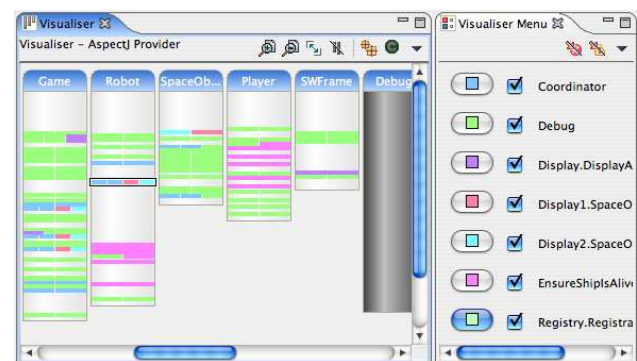 Visualiser
Visualiser Menu
Visualiser - AspectJ Provider
Game
Robot
SpaceOb...
Player
SWFrame
Debug
Coordinator
Debug
Display.DisplayA
Display1.SpaceO
Display2.SpaceO
EnsureShipIsAliv
Registry.Registra